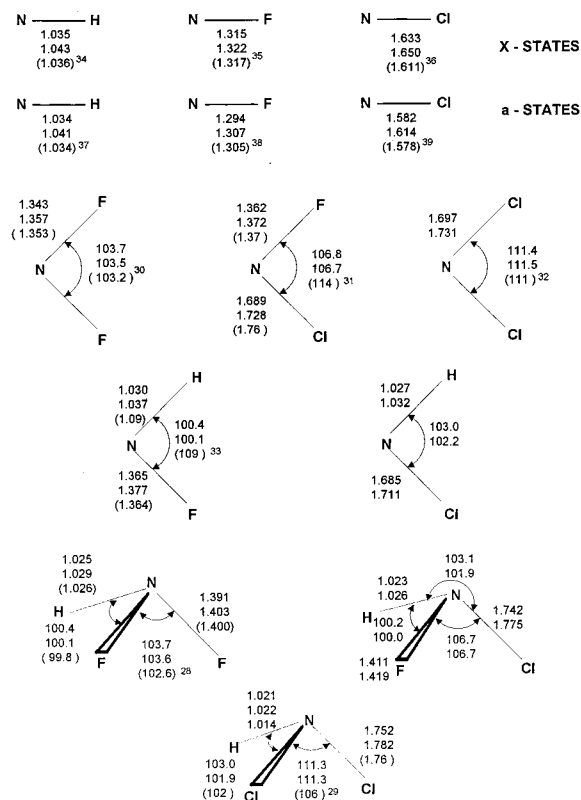 N H
1.035
1.043
(1.036) 34
N F
1.315
1.322
(1.317) 35
N Cl
1.633
1.650
(1.611) 36
X - STATES
N H
1.034
1.041
(1.034) 37
N F
1.294
1.307
(1.305) 38
N Cl
1.582
1.614
(1.578) 39
a - STATES
F
1.343
1.357
( 1.353)
N
103.7
103.5
( 103.2) 30
F
F
1.362
1.372
(1.37 )
N
106.8
106.7
(114 ) 31
1.689
1.728
(1.76 )
Cl
Cl
1.697
1.731
N
111.4
111.5
(111 ) 32
Cl
H
1.030
1.037
(1.09)
N
100.4
100.1
(109 ) 33
1.365
1.377
(1.364)
F
H
1.027
1.032
N
103.0
102.2
1.685
1.711
Cl
1.025
1.029
(1.026)
N
H
1.391
1.403
(1.400)
100.4
100.1
( 99.8 )
F
103.7
103.6
(102.6) 28
F
103.1
101.9
1.023
1.026
N
H
1.742
1.775
100.2
100.0
F
1.411
1.419
106.7
106.7
Cl
1.021
1.022
1.014
N
H
1.752
1.782
(1.76 )
103.0
101.9
(102 )
Cl
111.3
111.3
(106 ) 29
Cl